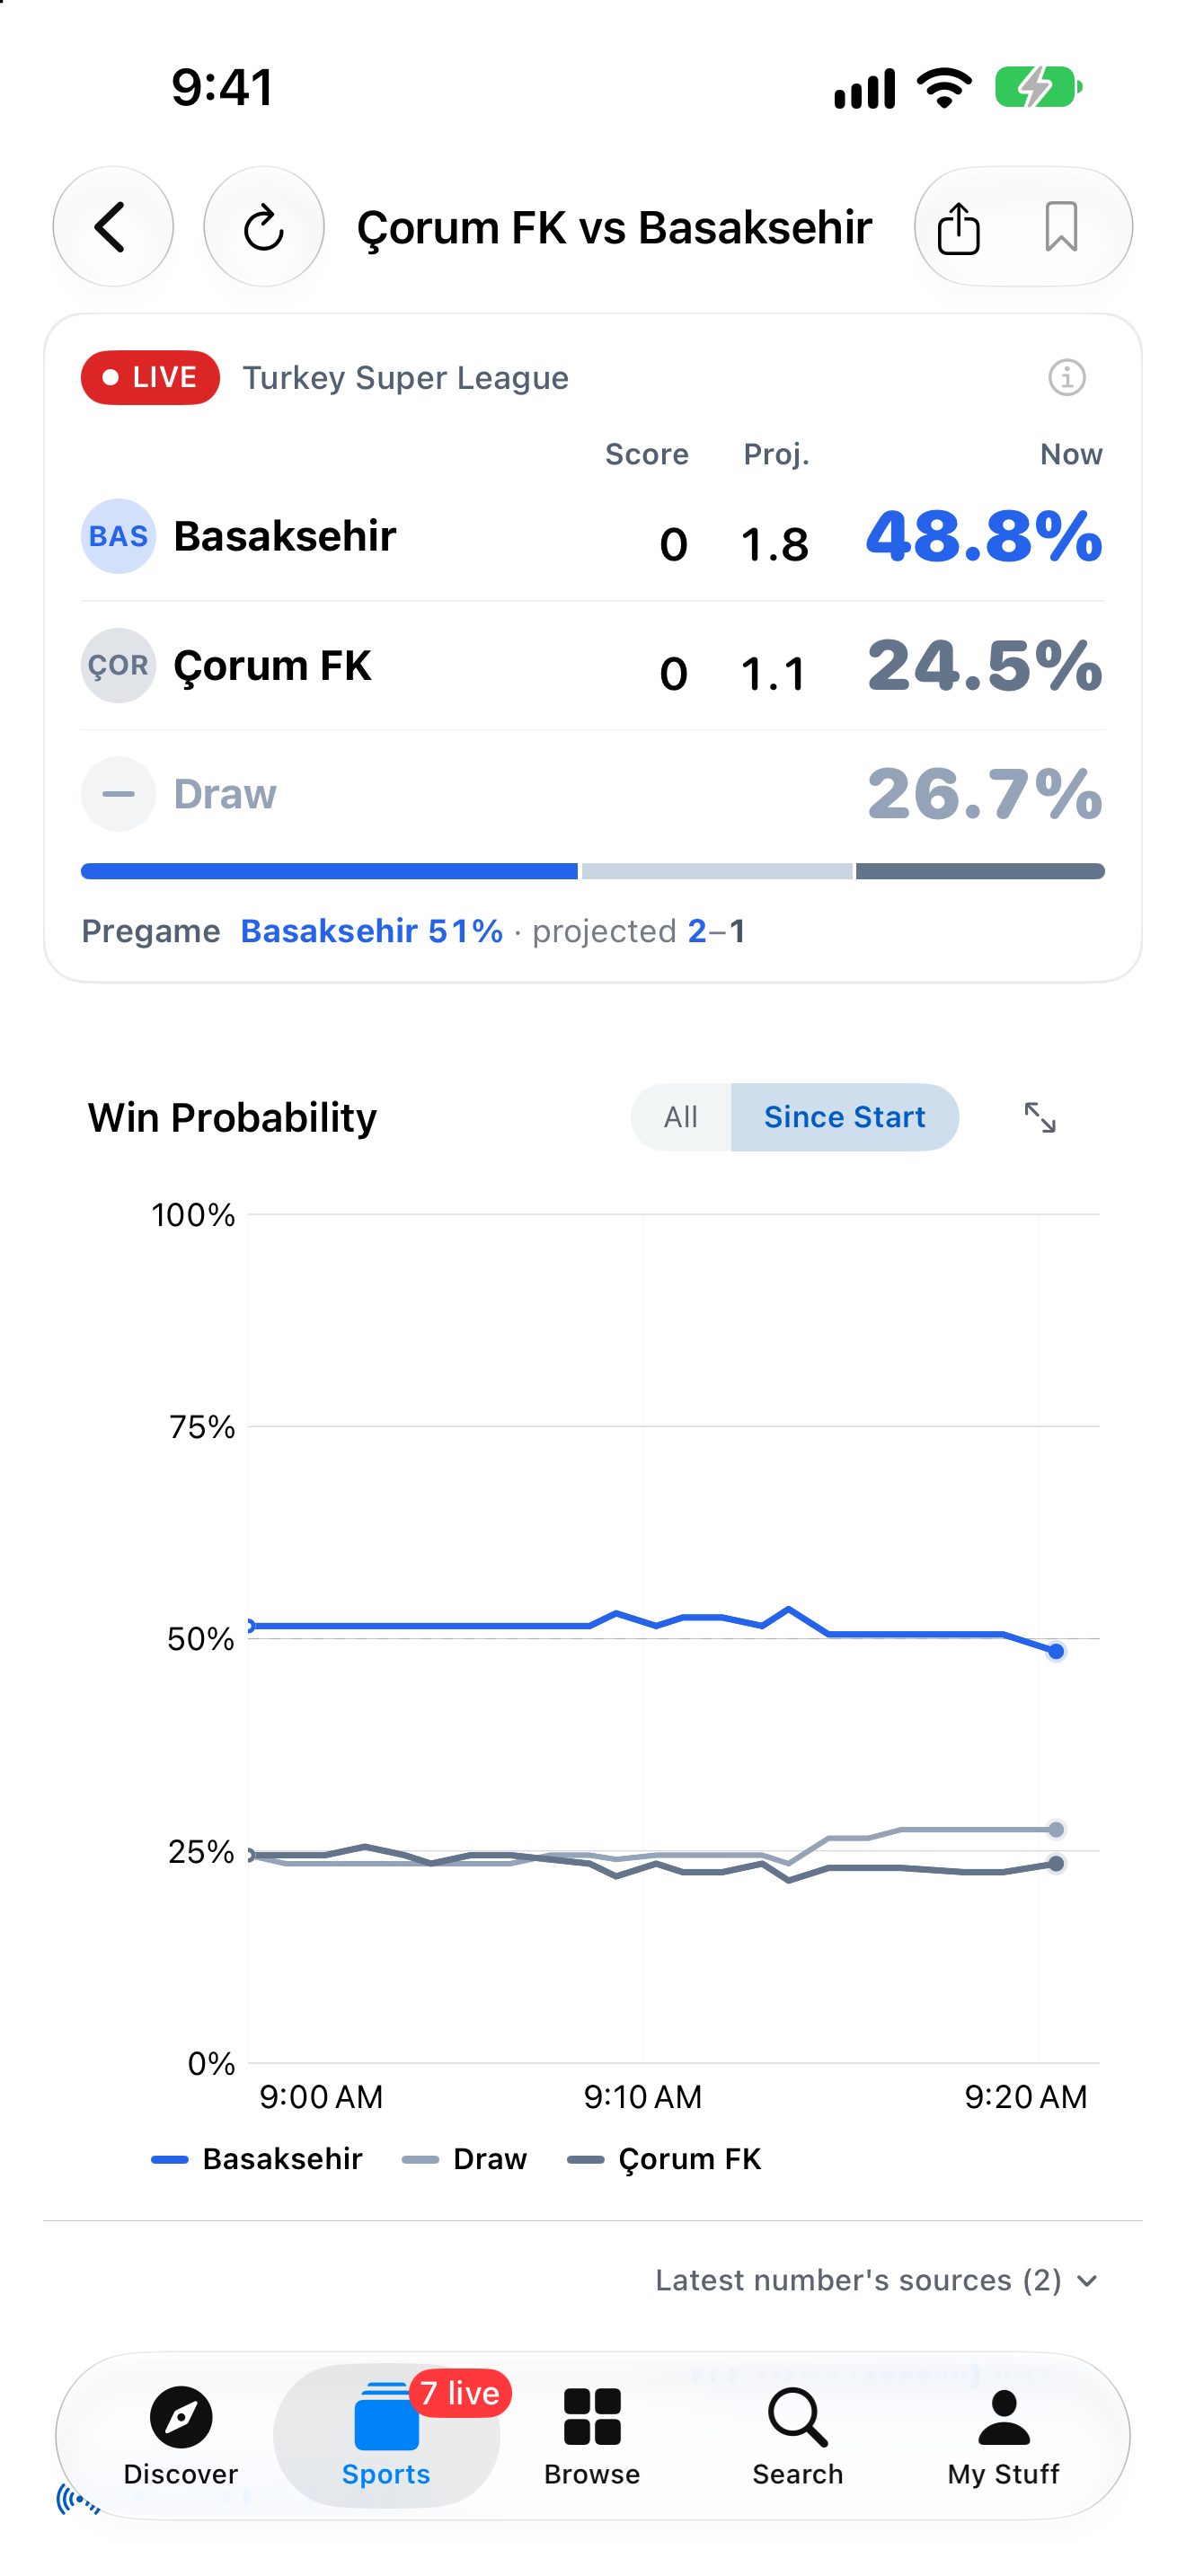 9:41
Çorum FK vs Basaksehir
LIVE Turkey Super League
Score Proj. Now
BAS Basaksehir 0 1.8 48.8%
ÇOR Çorum FK 0 1.1 24.5%
Draw 26.7%
Pregame Basaksehir 51% · projected 2–1
Win Probability All Since Start
100%
75%
50%
25%
0%
9:00 AM 9:10 AM 9:20 AM
Basaksehir Draw Çorum FK
Latest number's sources (2)
7 live
Discover Sports Browse Search My Stuff